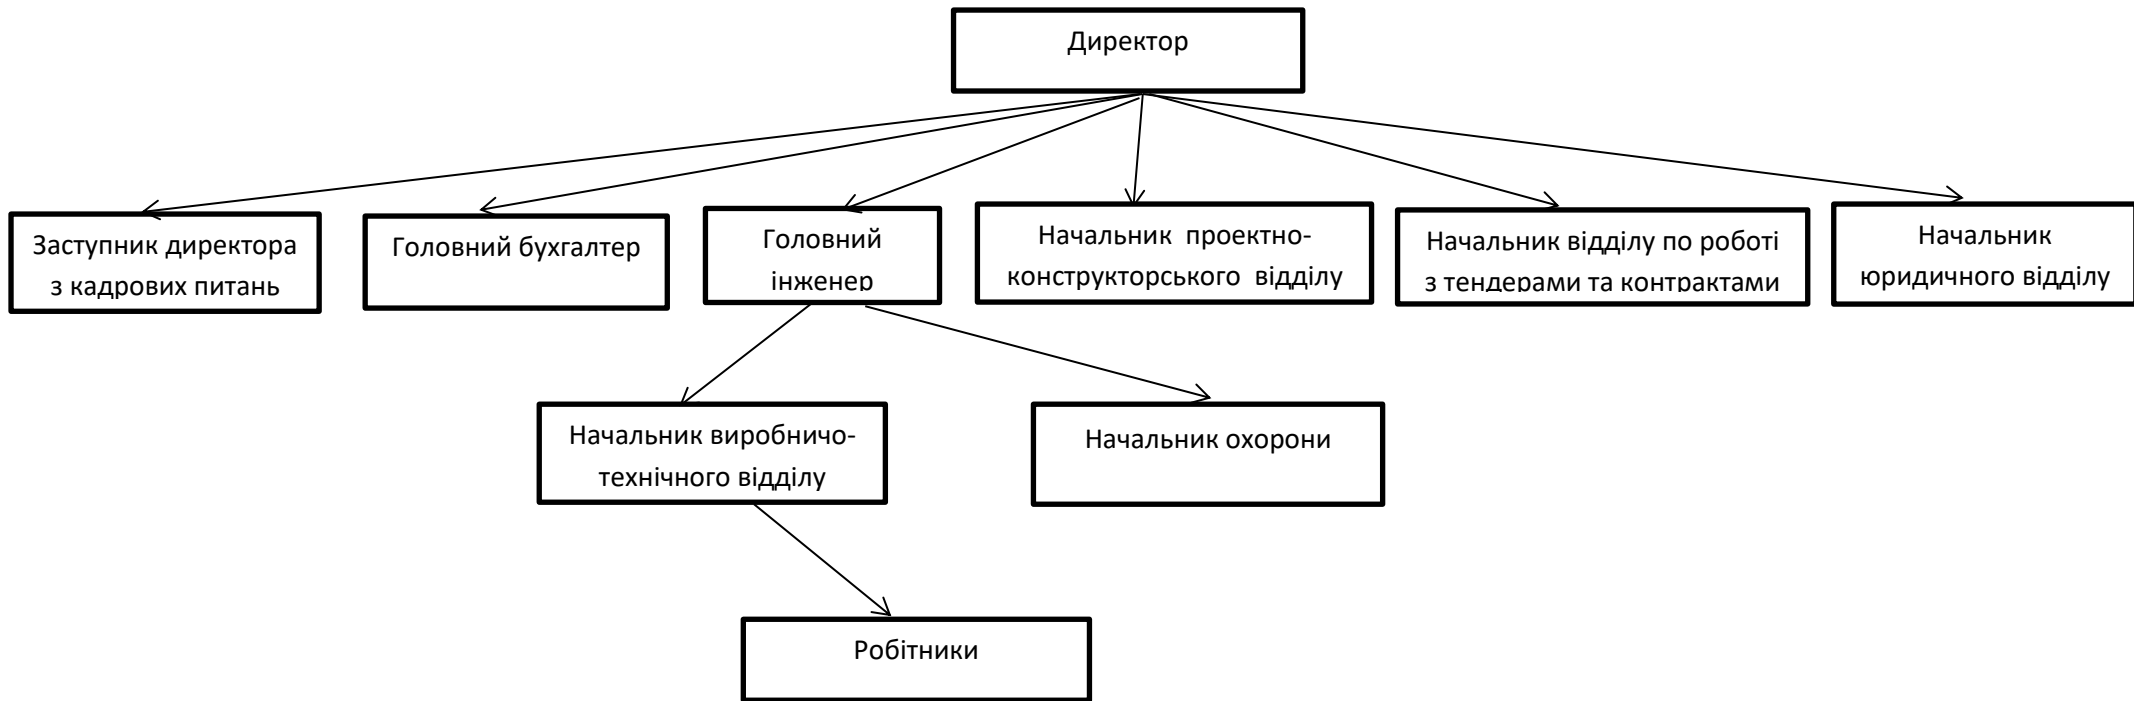 Директор
Заступник директора
з кадрових питань
Головний бухгалтер
Головний
інженер
Начальник проектно-
конструкторського відділу
Начальник відділу по роботі
з тендерами та контрактами
Начальник
юридичного відділу
Начальник виробничо-
технічного відділу
Начальник охорони
Робітники